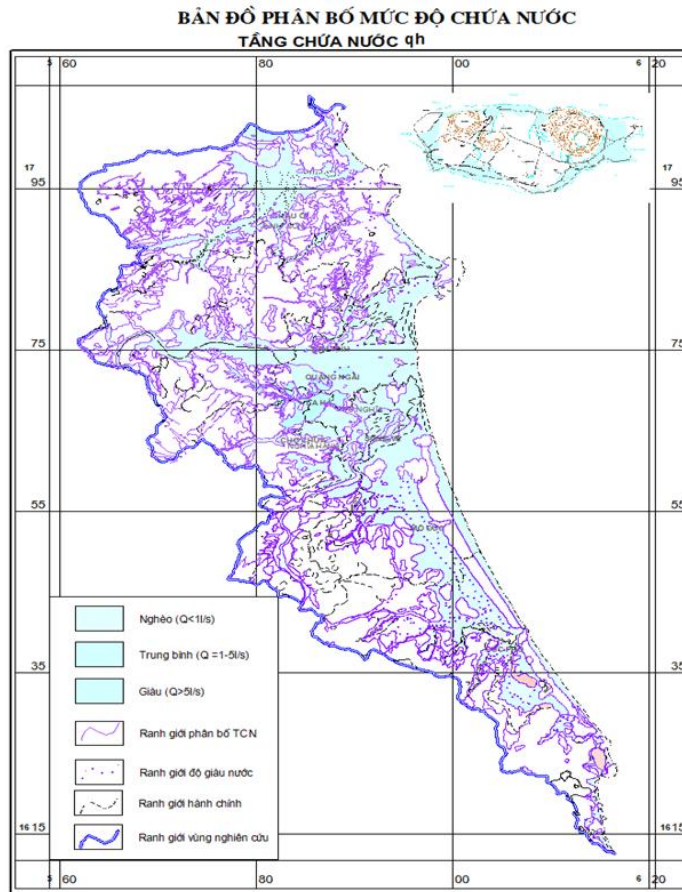 BẢN ĐỒ PHÂN BỐ MỨC ĐỘ CHỨA NƯỚC
TẦNG CHỨA NƯỚC qh
5 60 80 00 6 20
17 95 95
75 75
QUẢNG NGÃI
55 55
35 35
16 15 15
5 60 80 00 6 20
Nghèo (Q<1l/s)
Trung bình (Q =1-5l/s)
Giàu (Q>5l/s)
Ranh giới phân bố TCN
Ranh giới độ giàu nước
Ranh giới hành chính
Ranh giới vùng nghiên cứu